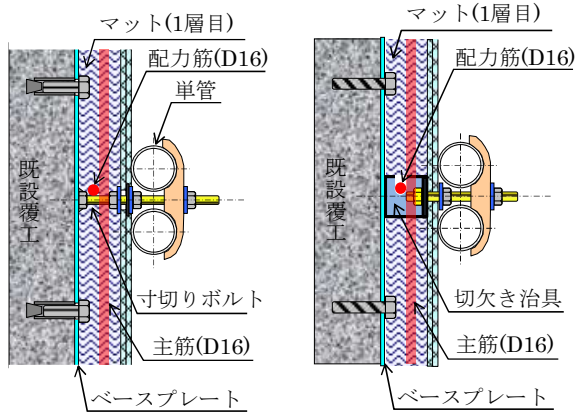 マット(1層目)
配力筋(D16)
単管
既設覆工
寸切りボルト
主筋(D16)
ベースプレート
マット(1層目)
配力筋(D16)
既設覆工
切欠き治具
主筋(D16)
ベースプレート